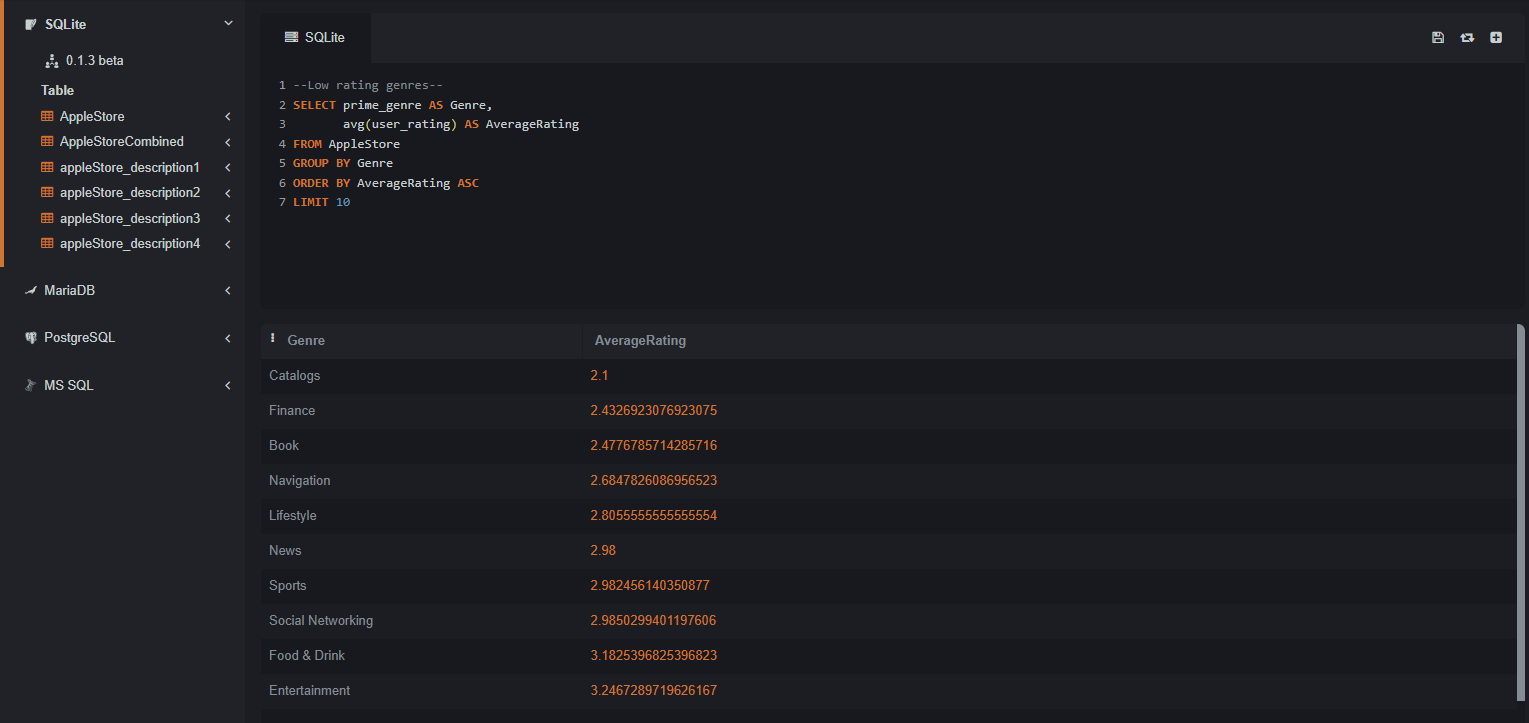 SQLite
0.1.3 beta
Table
AppleStore
AppleStoreCombined
appleStore_description1
appleStore_description2
appleStore_description3
appleStore_description4
MariaDB
PostgreSQL
MS SQL
SQLite
1 --Low rating genres--
2 SELECT prime_genre AS Genre,
3 avg(user_rating) AS AverageRating
4 FROM AppleStore
5 GROUP BY Genre
6 ORDER BY AverageRating ASC
7 LIMIT 10
Genre AverageRating
Catalogs 2.1
Finance 2.4326923076923075
Book 2.4776785714285716
Navigation 2.6847826086956523
Lifestyle 2.8055555555555554
News 2.98
Sports 2.982456140350877
Social Networking 2.9850299401197606
Food & Drink 3.1825396825396823
Entertainment 3.2467289719626167